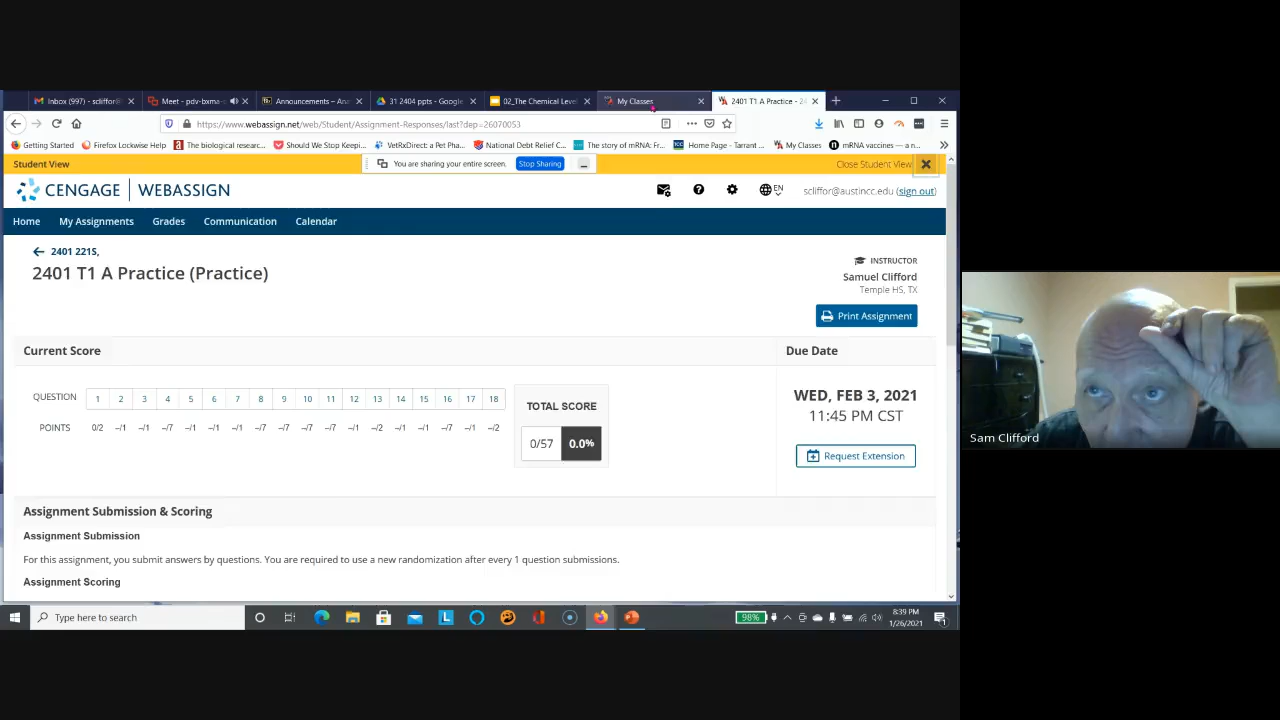 Inbox (997) - scliffor@
Meet - pdv-bxma-s
Announcements – Ana
31 2404 ppts - Google
02_The Chemical Leve
My Classes
2401 T1 A Practice - 24
https://www.webassign.net/web/Student/Assignment-Responses/last?dep=26070053
Getting Started
Firefox Lockwise Help
The biological resear...
Should We Stop Keepi...
VetRxDirect: a Pet Pha...
National Debt Relief C...
The story of mRNA: Fr...
Home Page - Tarrant ...
My Classes
mRNA vaccines — a n...
Student View
You are sharing your entire screen.
Stop Sharing
Close Student View
CENGAGE | WEBASSIGN
EN
scliffor@austincc.edu (sign out)
Home My Assignments Grades Communication Calendar
2401 221S,
2401 T1 A Practice (Practice)
INSTRUCTOR
Samuel Clifford
Temple HS, TX
Print Assignment
Current Score
Due Date
QUESTION 1 2 3 4 5 6 7 8 9 10 11 12 13 14 15 16 17 18
POINTS 0/2 –/1 –/1 –/7 –/1 –/1 –/1 –/7 –/7 –/7 –/7 –/1 –/2 –/1 –/1 –/7 –/1 –/2
TOTAL SCORE
0/57 0.0%
WED, FEB 3, 2021
11:45 PM CST
Request Extension
Assignment Submission & Scoring
Assignment Submission
For this assignment, you submit answers by questions. You are required to use a new randomization after every 1 question submissions.
Assignment Scoring
Sam Clifford
Type here to search
98%
8:39 PM
1/26/2021